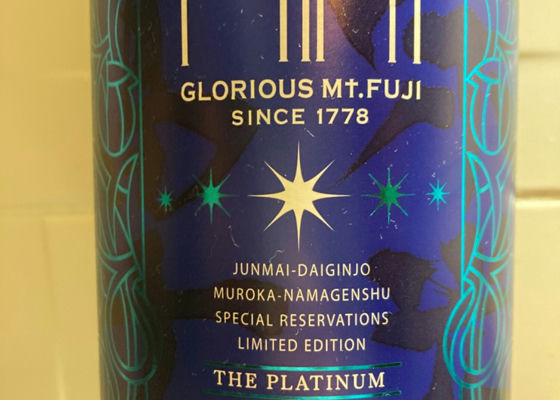 GLORIOUS Mt.FUJI
SINCE 1778
JUNMAI-DAIGINJO
MUROKA-NAMAGENSHU
SPECIAL RESERVATIONS
LIMITED EDITION
THE PLATINUM